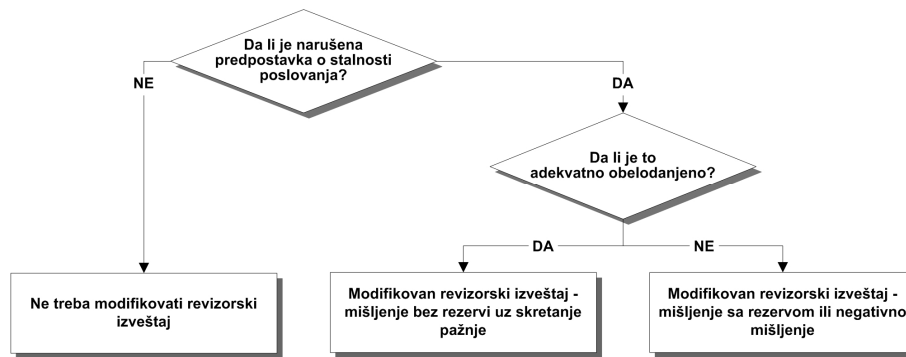 Da li je narušena
predpostavka o stalnosti
poslovanja?
NE
DA
Da li je to
adekvatno obelodanjeno?
DA
NE
Ne treba modifikovati revizorski
izveštaj
Modifikovan revizorski izveštaj -
mišljenje bez rezervi uz skretanje
pažnje
Modifikovan revizorski izveštaj -
mišljenje sa rezervom ili negativno
mišljenje